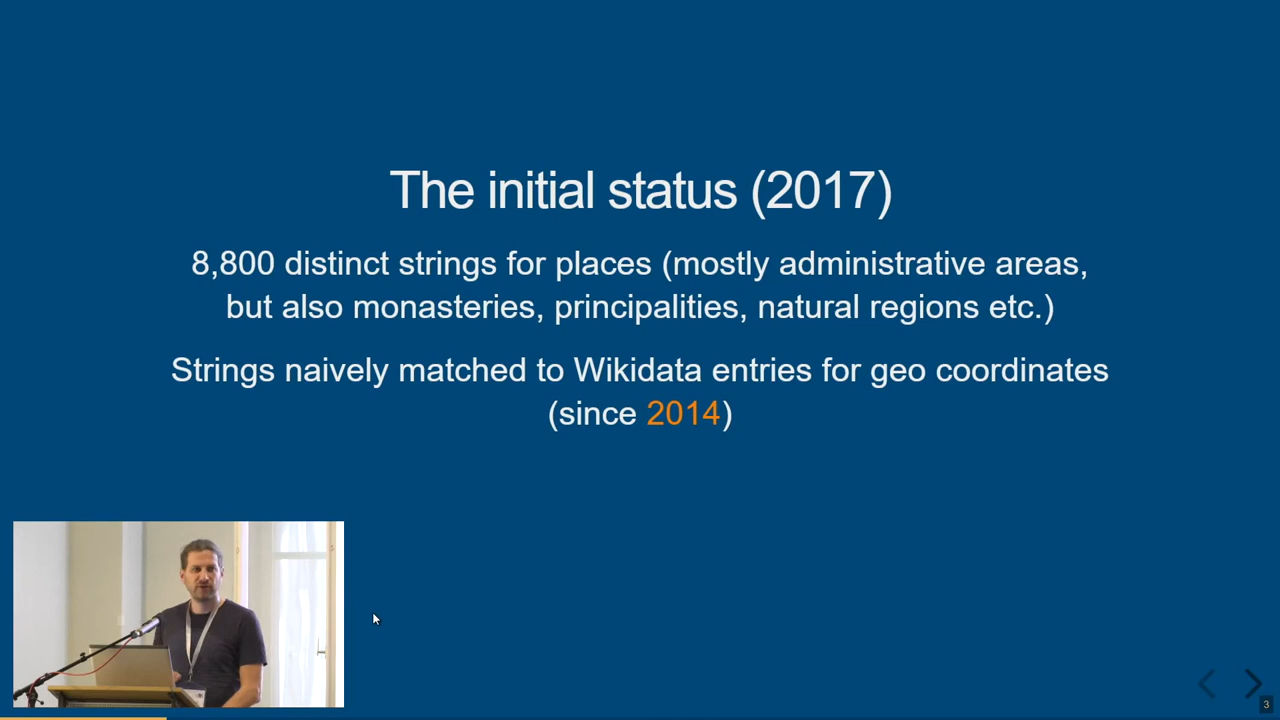 The initial status (2017)
8,800 distinct strings for places (mostly administrative areas,
but also monasteries, principalities, natural regions etc.)
Strings naively matched to Wikidata entries for geo coordinates
(since 2014)
3